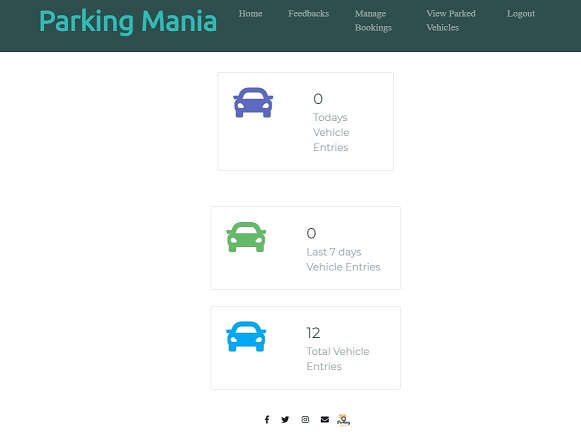 Parking Mania
Home
Feedbacks
Manage
Bookings
View Parked
Vehicles
Logout
0
Todays
Vehicle
Entries
0
Last 7 days
Vehicle Entries
12
Total Vehicle
Entries